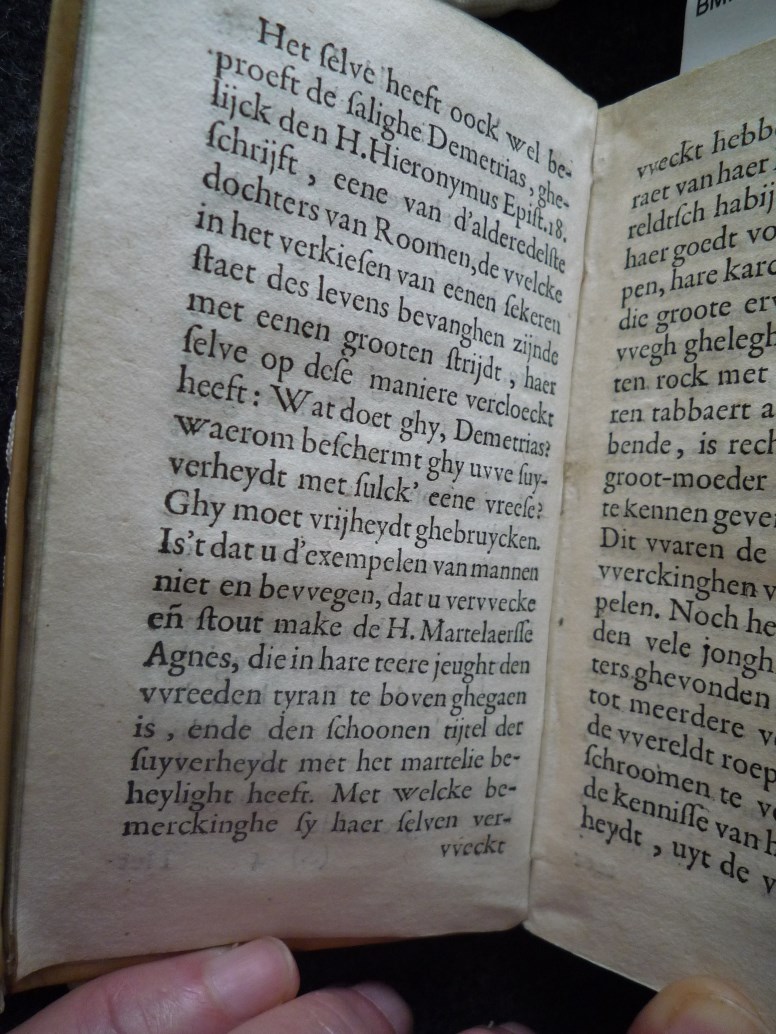 Het selve heeft oock wel be-
proeft de salighe Demetrias, ghe-
lijck den H. Hieronymus Epist. 18.
schrijft, eene van d'alderedelste
dochters van Roomen, de vvelcke
in het verkiesen van eenen sekeren
staet des levens bevanghen zijnde
met eenen grooten strijdt, haer
selve op dese maniere vercloeckt
heeft: Wat doet ghy, Demetrias?
Waerom beschermt ghy uvve suy-
verheydt met sulck' eene vreese?
Ghy moet vrijheydt ghebruycken.
Is't dat u d'exempelen van mannen
niet en bevvegen, dat u vervvecke
en̄ stout make de H. Martelaersse
Agnes, die in hare teere jeught den
vvreeden tyran te boven ghegaen
is, ende den schoonen tijtel der
suyverheydt met het martelie be-
heylight heeft. Met welcke be-
merckinghe sy haer selven ver-
vveckt
vveckt hebb
raet van haer
reldtsch habij
haer goedt vo
pen, hare
die groote er
vvegh ghelegh
ten rock met
ren tabbaert a
bende, is rech
groot-moeder
te kennen geve
Dit vvaren de
vverckinghen v
pelen. Noch he
den vele jongh
ters ghevonden
tot meerdere v
de vvereldt roep
schroomen te v
de kennisse van h
heydt, uyt de v
BM